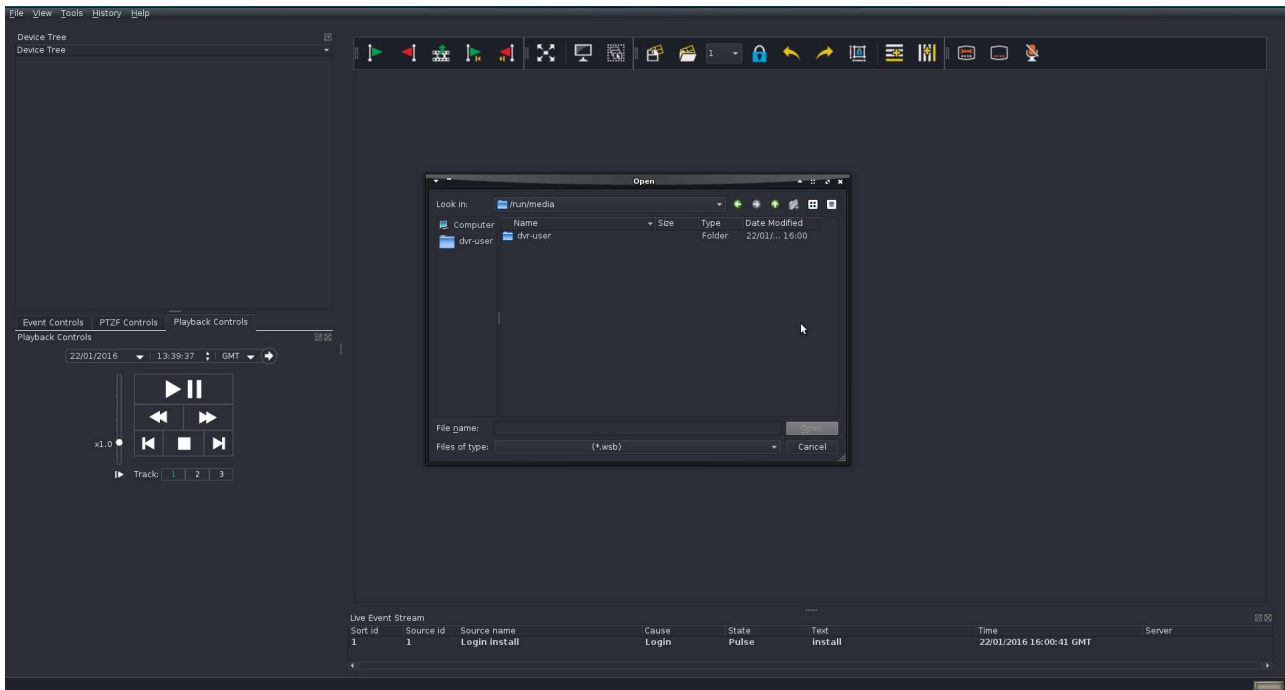 File View Tools History Help
Device Tree
Device Tree
1
Open
Look in: /run/media
Computer
dvr-user
Name Size Type Date Modified
dvr-user Folder 22/01/... 16:00
File name: Open
Files of type: (*.wsb) Cancel
Event Controls PTZF Controls Playback Controls
Playback Controls
22/01/2016 13:39:37 GMT
x1.0
Track: 1 2 3
Live Event Stream
Sort id Source id Source name Cause State Text Time Server
1 1 Login install Login Pulse install 22/01/2016 16:00:41 GMT